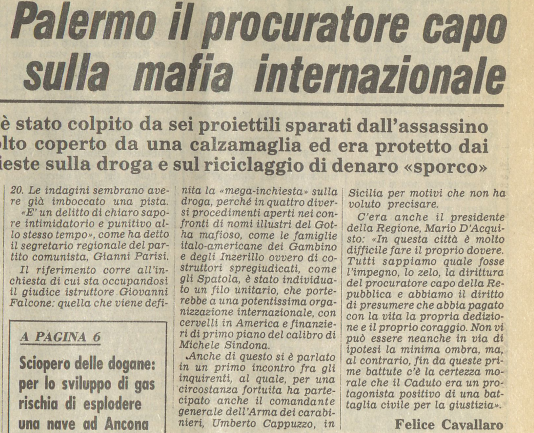 Palermo il procuratore capo
sulla mafia internazionale
è stato colpito da sei proiettili sparati dall'assassino
olto coperto da una calzamaglia ed era protetto dai
ieste sulla droga e sul riciclaggio di denaro «sporco»
20. Le indagini sembrano ave-
re già imboccato una pista.
«E' un delitto di chiaro sapo-
re intimidatorio e punitivo al-
lo stesso tempo», come ha detto
il segretario regionale del par-
tito comunista, Gianni Parisi.
Il riferimento corre all'in-
chiesta di cui sta occupandosi
il giudice istruttore Giovanni
Falcone: quella che viene defi-
A PAGINA 6
Sciopero delle dogane:
per lo sviluppo di gas
rischia di esplodere
una nave ad Ancona
nita la «mega-inchiesta» sulla
droga, perché in quattro diver-
si procedimenti aperti nei con-
fronti di nomi illustri del Got-
ha mafioso, come le famiglie
italo-americane dei Gambino
e degli Inzerillo ovvero di co-
struttori spregiudicati, come
gli Spatola, è stato individua-
to un filo unitario, che porte-
rebbe a una potentissima orga-
nizzazione internazionale, con
cervelli in America e finanzie-
ri di primo piano del calibro di
Michele Sindona.
Anche di questo si è parlato
in un primo incontro fra gli
inquirenti, al quale, per una
circostanza fortuita ha parte-
cipato anche il comandante
generale dell'Arma dei carabi-
nieri, Umberto Cappuzzo, in
Sicilia per motivi che non ha
voluto precisare.
C'era anche il presidente
della Regione, Mario D'Acqui-
sto: «In questa città è molto
difficile fare il proprio dovere.
Tutti sappiamo quale fosse
l'impegno, lo zelo, la dirittura
del procuratore capo della Re-
pubblica e abbiamo il diritto
di presumere che abbia pagato
con la vita la propria dedizio-
ne e il proprio coraggio. Non vi
può essere neanche in via di
ipotesi la minima ombra, ma,
al contrario, fin da queste pri-
me battute c'è la certezza mo-
rale che il Caduto era un pro-
tagonista positivo di una bat-
taglia civile per la giustizia».
Felice Cavallaro